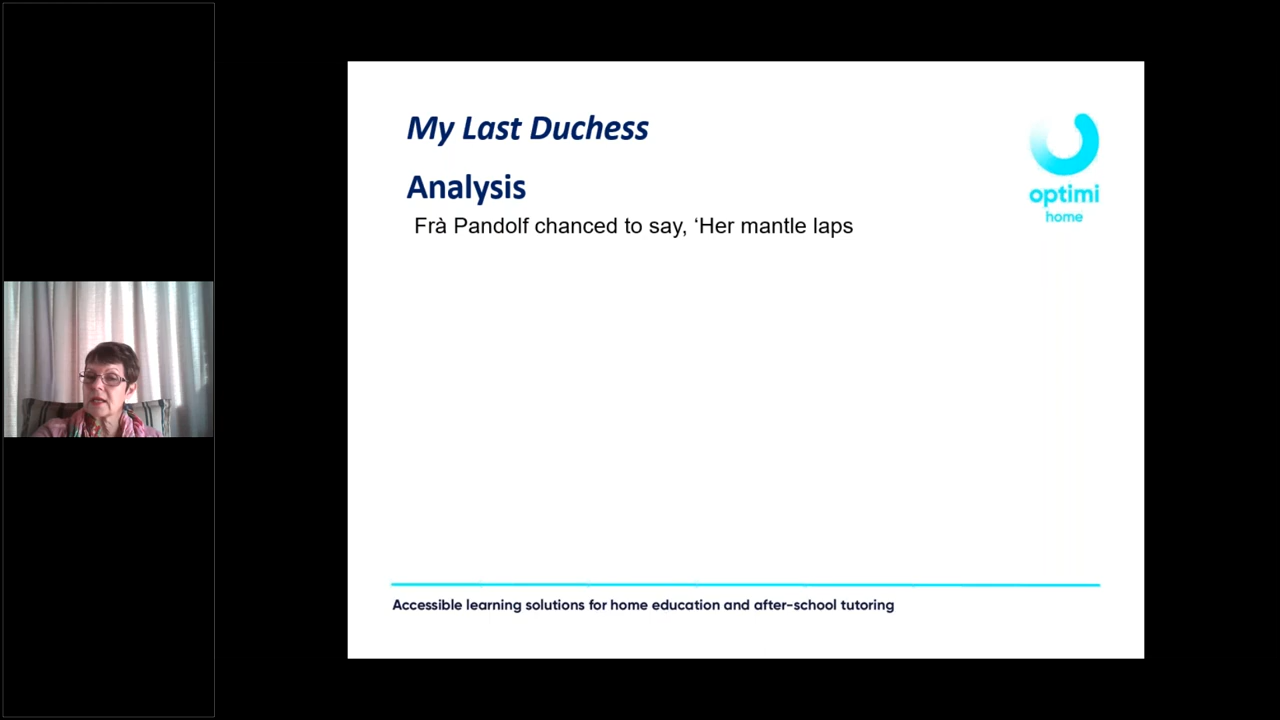 My Last Duchess
Analysis
Frà Pandolf chanced to say, ‘Her mantle laps
optimi
home
Accessible learning solutions for home education and after-school tutoring